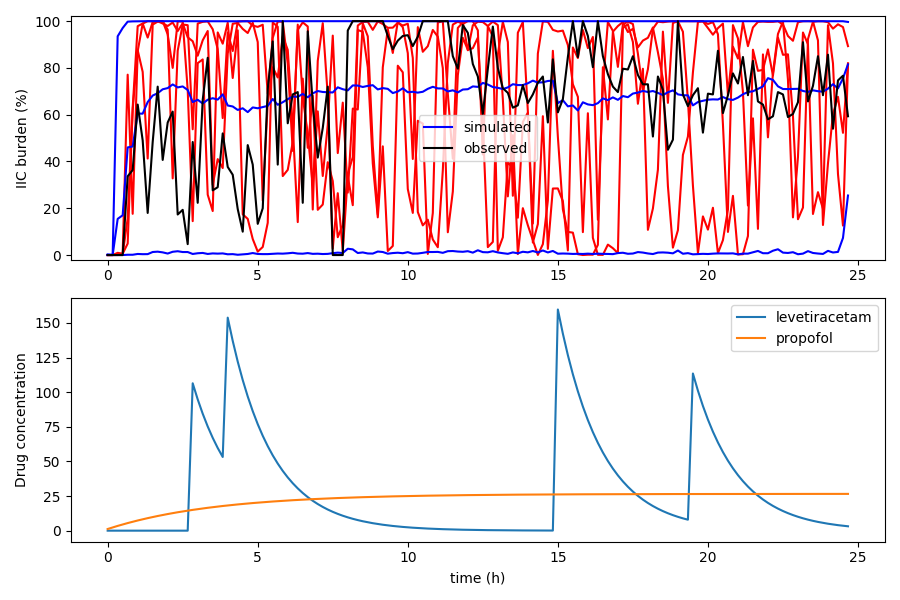 100
80
60
40
20
0
IIC burden (%)
simulated
observed
0 5 10 15 20 25
150
125
100
75
50
25
0
Drug concentration
levetiracetam
propofol
0 5 10 15 20 25
time (h)